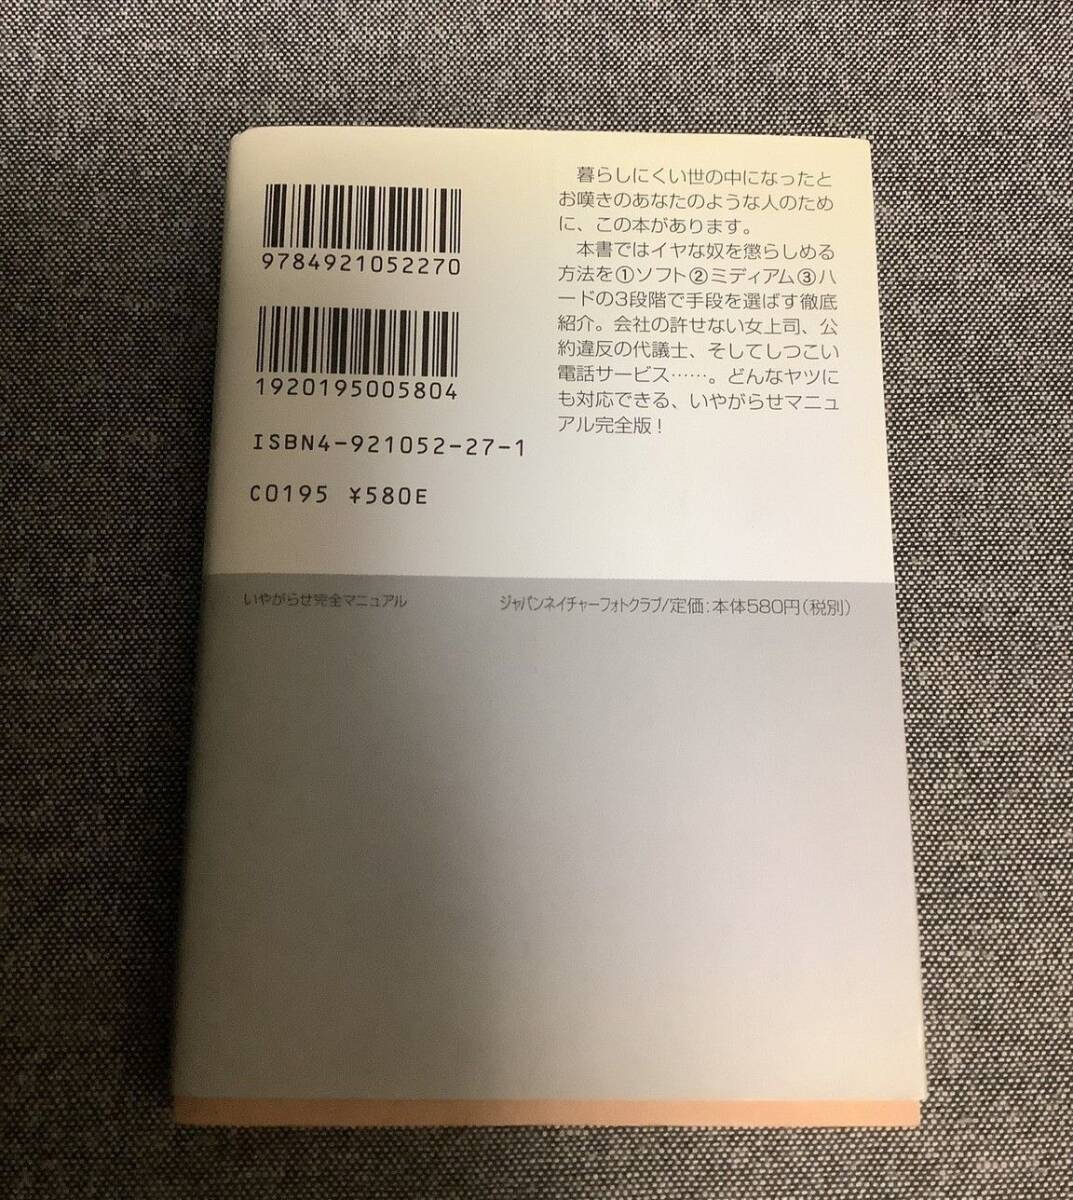 9784921052270
1920195005804
ISBN4-921052-27-1
C0195 ¥580E
暮らしにくい世の中になったと
お嘆きのあなたのような人のため
に、この本があります。
本書ではイヤな奴を懲らしめる
方法を①ソフト②ミディアム③ハ
ードの3段階で手段を選ばす徹底
紹介。会社の許せない女上司、公
約違反の代議士、そしてしつこい
電話サービス……。どんなヤツに
も対応できる、いやがらせマニュ
アル完全版!
いやがらせ完全マニュアル
ジャパンネイチャーフォトクラブ/定価:本体580円(税別)